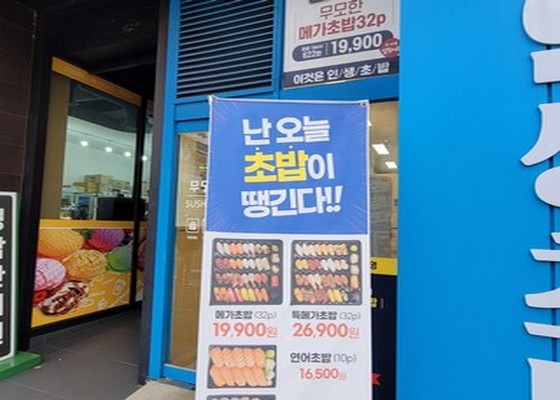 무모한
메가초밥32p
19,900
이것은 인/생/초/밥
난 오늘
초밥이
땡긴다!!
무모
SUSH
메가초밥(32p)
19,900원
특메가초밥(32p)
26,900원
연어초밥(10p)
16,500원